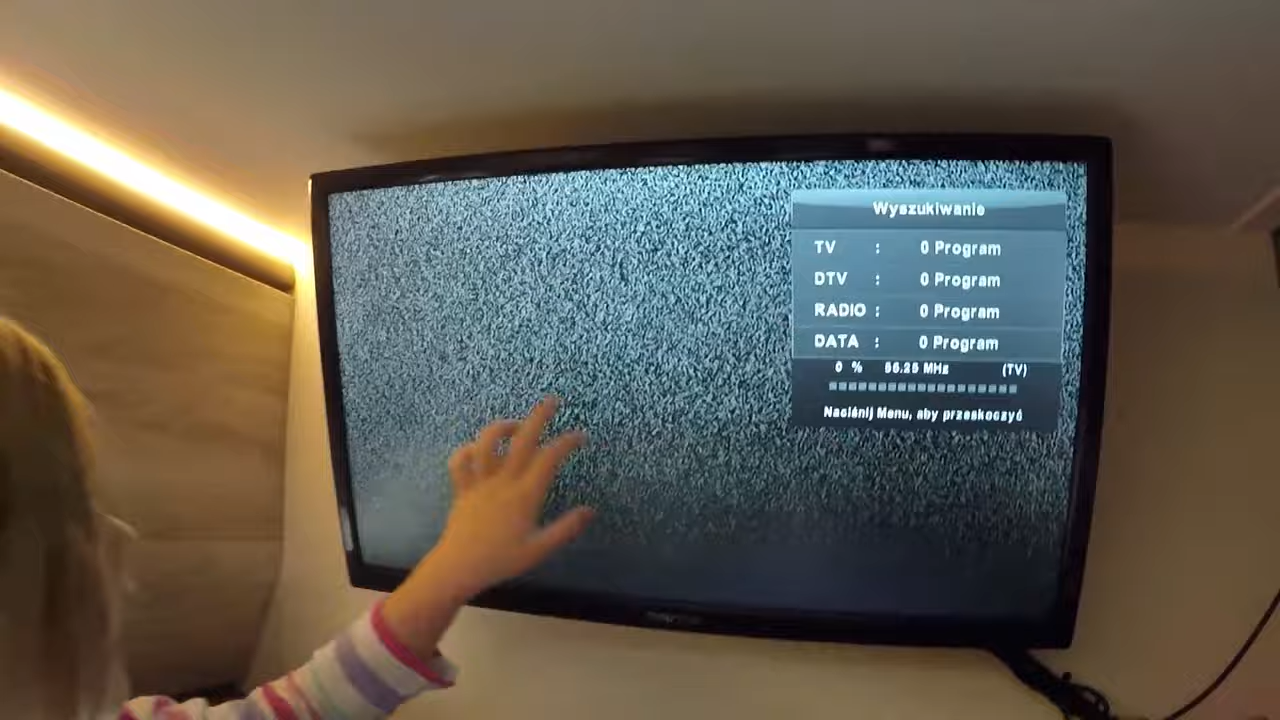 Wyszukiwanie
TV : 0 Program
DTV : 0 Program
RADIO : 0 Program
DATA : 0 Program
0 % 56.25 MHz (TV)
Naciśnij Menu, aby przeskoczyć